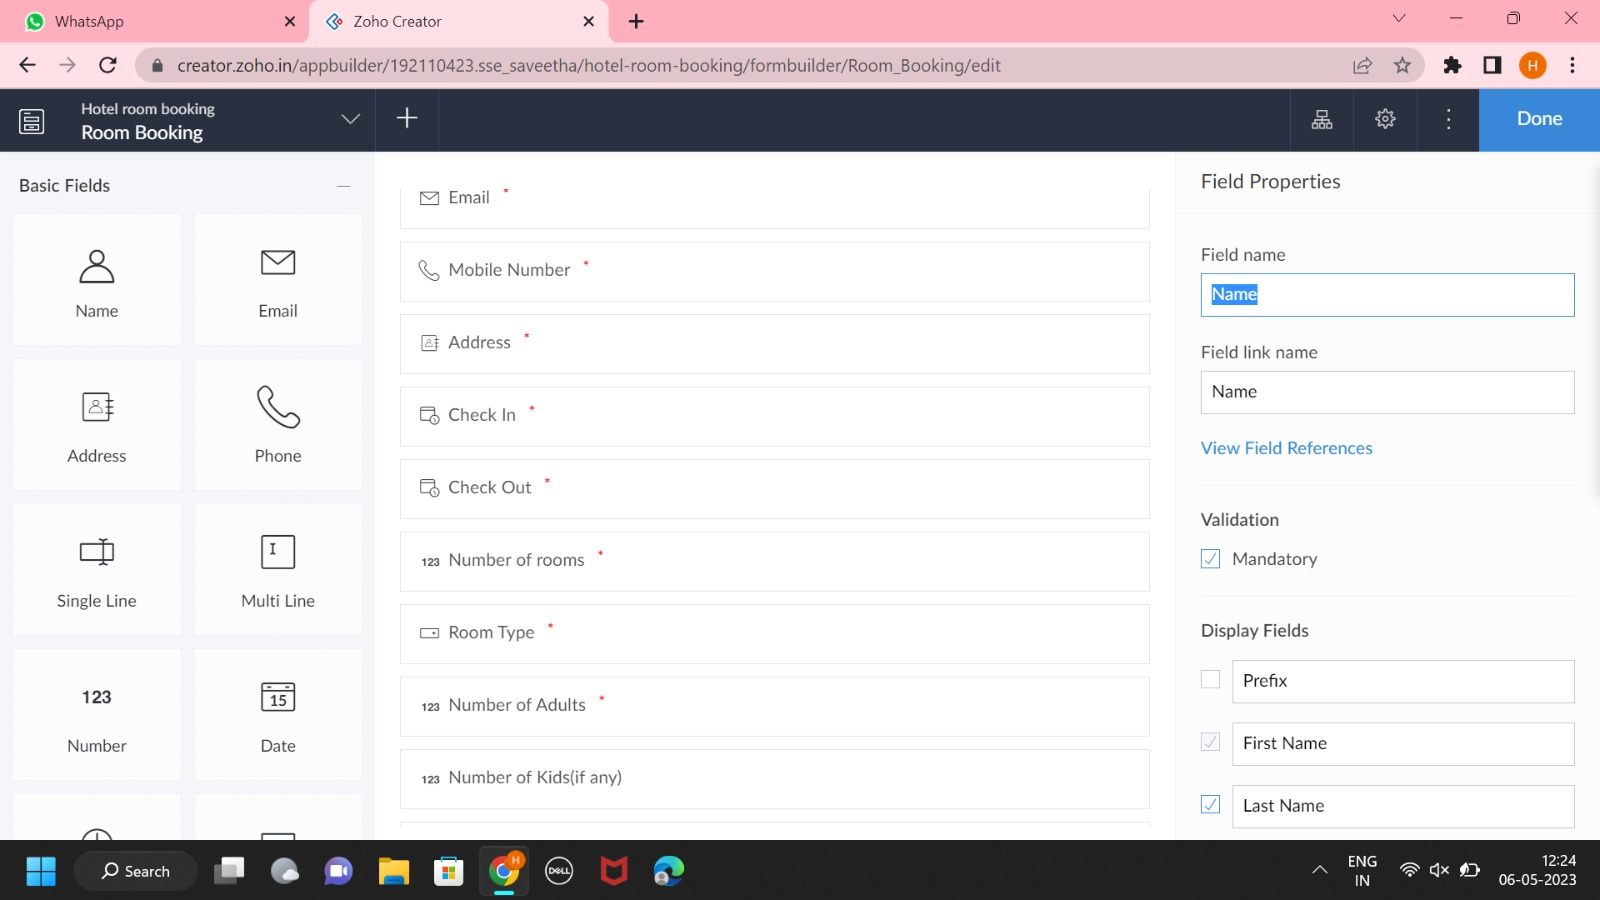 WhatsApp
Zoho Creator
creator.zoho.in/appbuilder/192110423.sse_saveetha/hotel-room-booking/formbuilder/Room_Booking/edit
H
Hotel room booking
Room Booking
Done
Basic Fields
Name
Email
Address
Phone
Single Line
Multi Line
123
Number
15
Date
Email *
Mobile Number *
Address *
Check In *
Check Out *
123 Number of rooms *
Room Type *
123 Number of Adults *
123 Number of Kids(if any)
Field Properties
Field name
Name
Field link name
Name
View Field References
Validation
Mandatory
Display Fields
Prefix
First Name
Last Name
Search
H
DELL
ENG
IN
12:24
06-05-2023